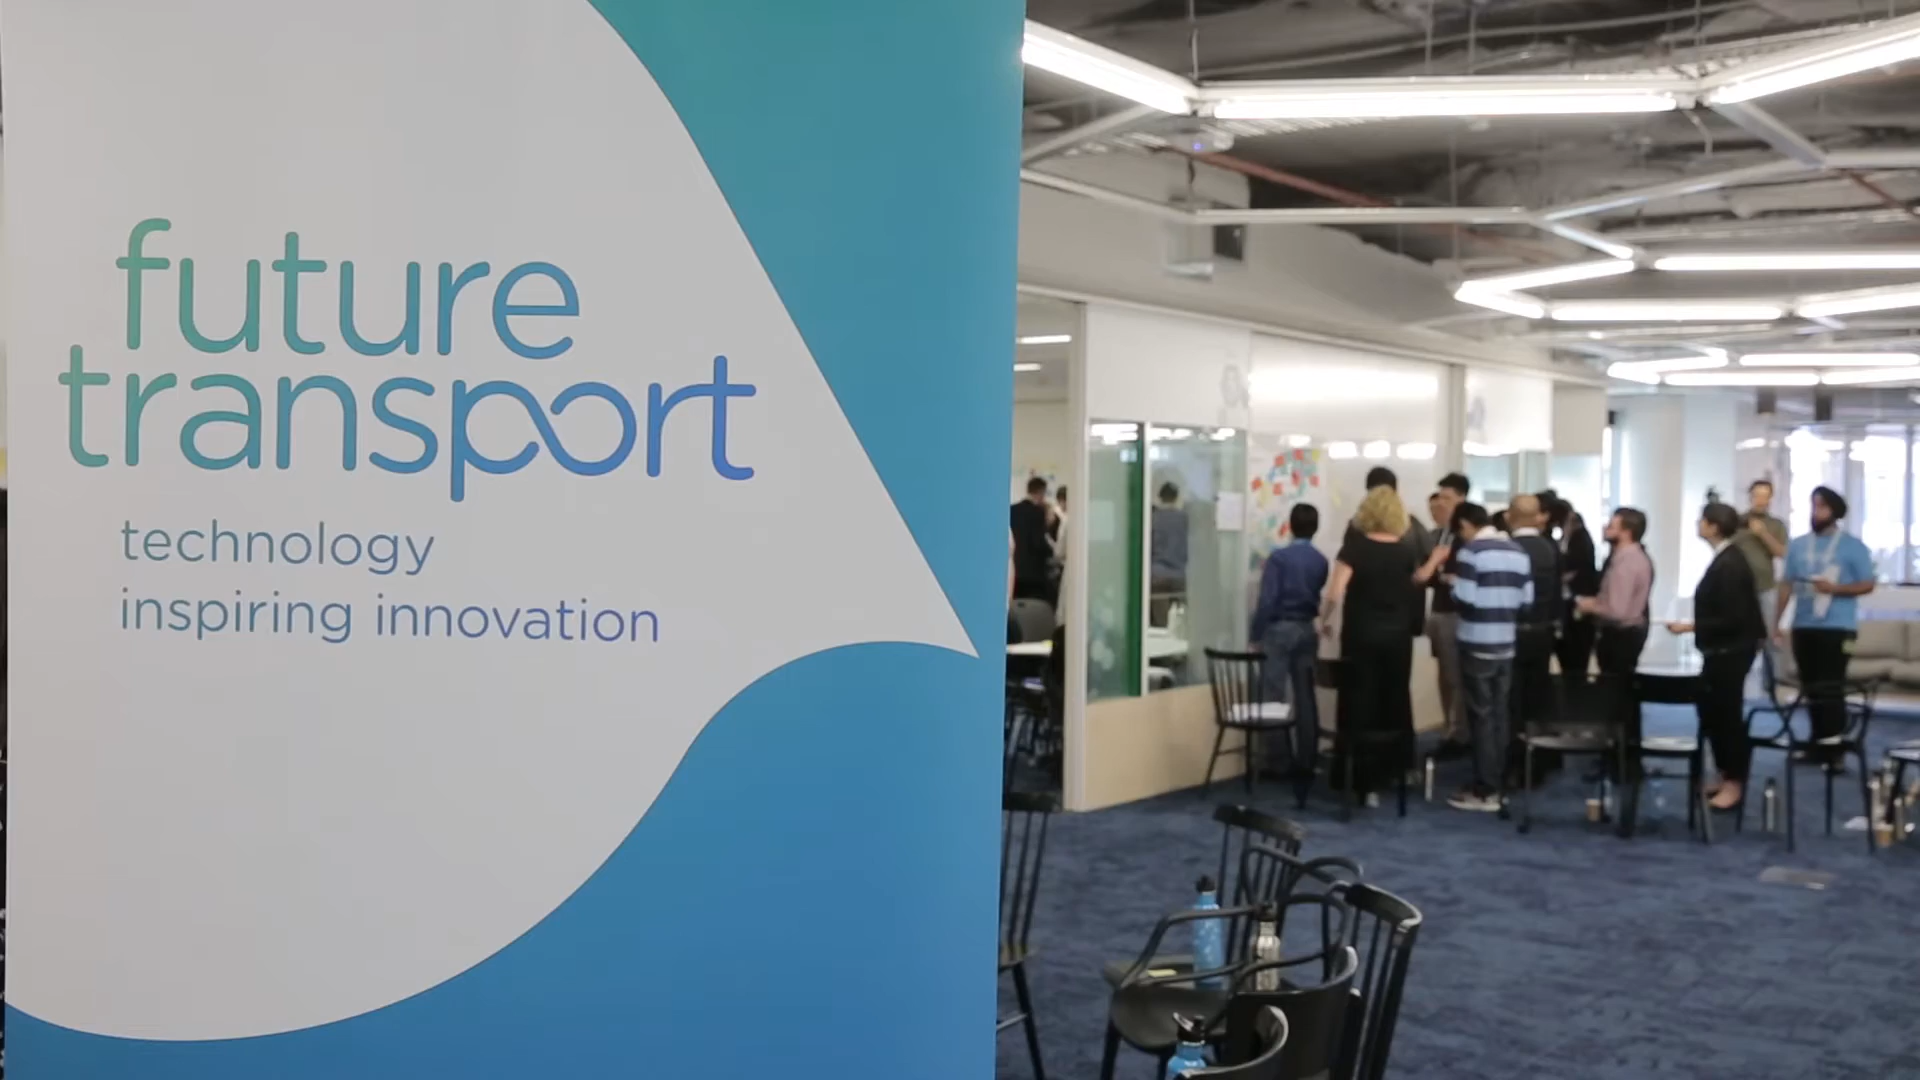 future
transport
technology
inspiring innovation